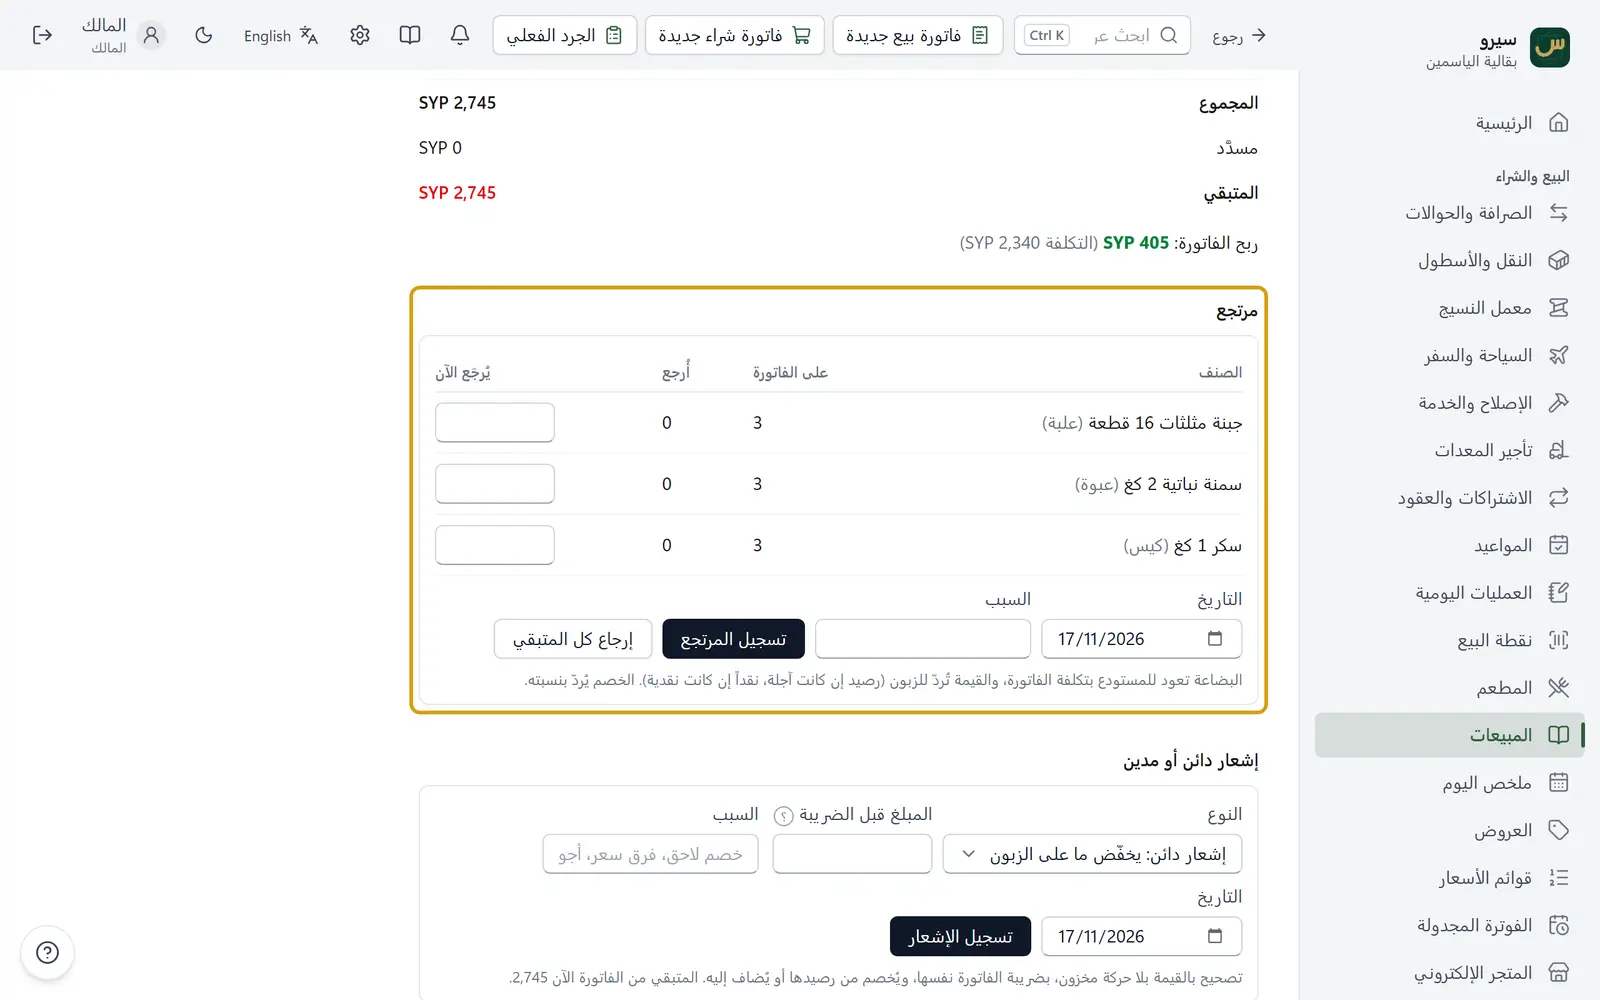 سيرو
بقالية الياسمين
رجوع
ابحث عر
Ctrl K
فاتورة بيع جديدة
فاتورة شراء جديدة
الجرد الفعلي
English
المالك
المالك
الرئيسية
البيع والشراء
الصرافة والحوالات
النقل والأسطول
معمل النسيج
السياحة والسفر
الإصلاح والخدمة
تأجير المعدات
الاشتراكات والعقود
المواعيد
العمليات اليومية
نقطة البيع
المطعم
المبيعات
ملخص اليوم
العروض
قوائم الأسعار
الفوترة المجدولة
المتجر الإلكتروني
المجموع SYP 2,745
مسدَّد SYP 0
المتبقي SYP 2,745
ربح الفاتورة: SYP 405 (التكلفة SYP 2,340)
مرتجع
الصنف على الفاتورة أُرجع يُرجَع الآن
جبنة مثلثات 16 قطعة (علبة) 3 0
سمنة نباتية 2 كغ (عبوة) 3 0
سكر 1 كغ (كيس) 3 0
التاريخ السبب
17/11/2026 تسجيل المرتجع إرجاع كل المتبقي
البضاعة تعود للمستودع بتكلفة الفاتورة، والقيمة تُردّ للزبون (رصيد إن كانت آجلة، نقداً إن كانت نقدية). الخصم يُردّ بنسبته.
إشعار دائن أو مدين
النوع المبلغ قبل الضريبة ؟ السبب
إشعار دائن: يخفّض ما على الزبون خصم لاحق، فرق سعر، أجو
التاريخ
17/11/2026 تسجيل الإشعار
تصحيح بالقيمة بلا حركة مخزون، بضريبة الفاتورة نفسها، ويُخصم من رصيدها أو يُضاف إليه. المتبقي من الفاتورة الآن 2,745.